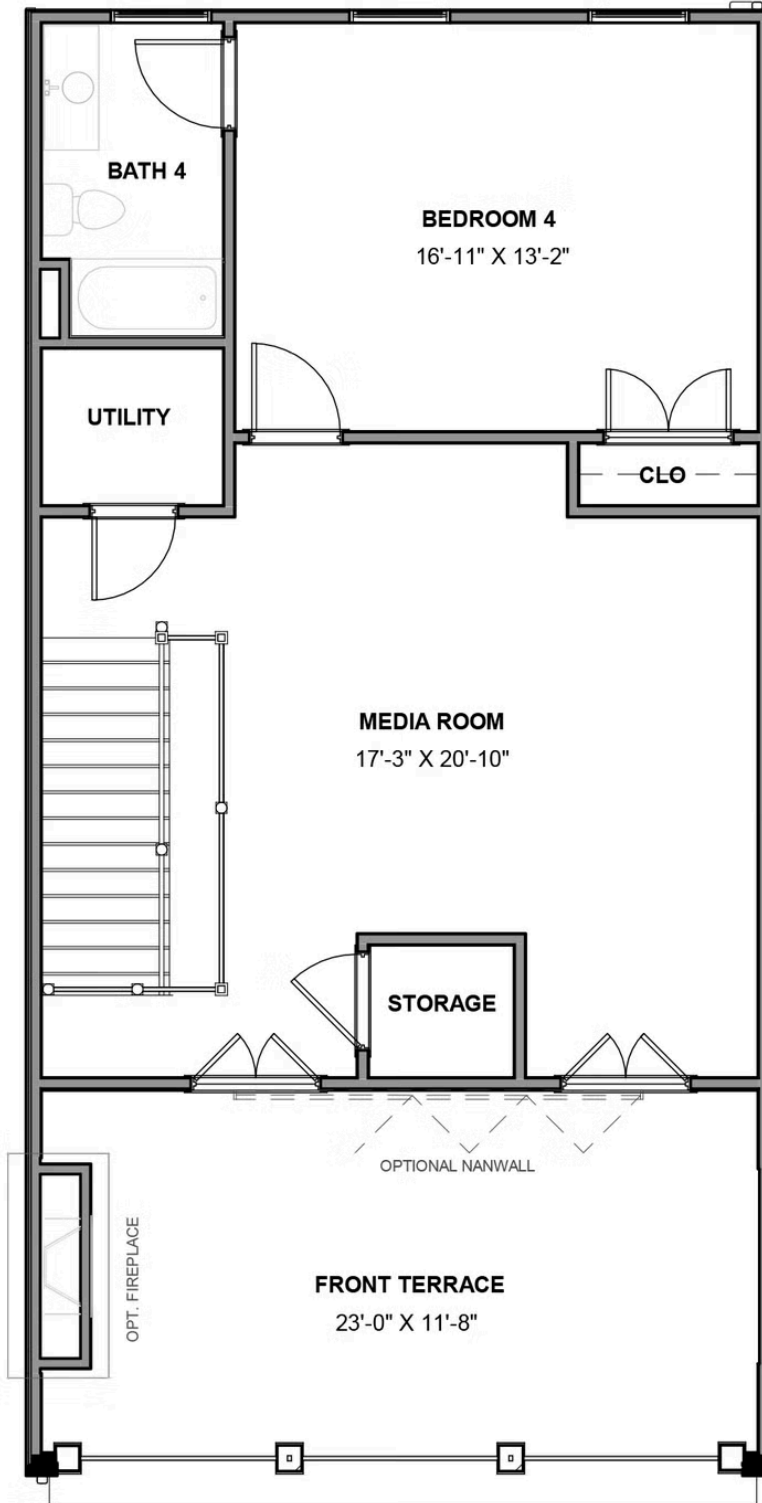 BATH 4
BEDROOM 4
16'-11" X 13'-2"
UTILITY
CLO
MEDIA ROOM
17'-3" X 20'-10"
STORAGE
OPTIONAL NANWALL
OPT. FIREPLACE
FRONT TERRACE
23'-0" X 11'-8"